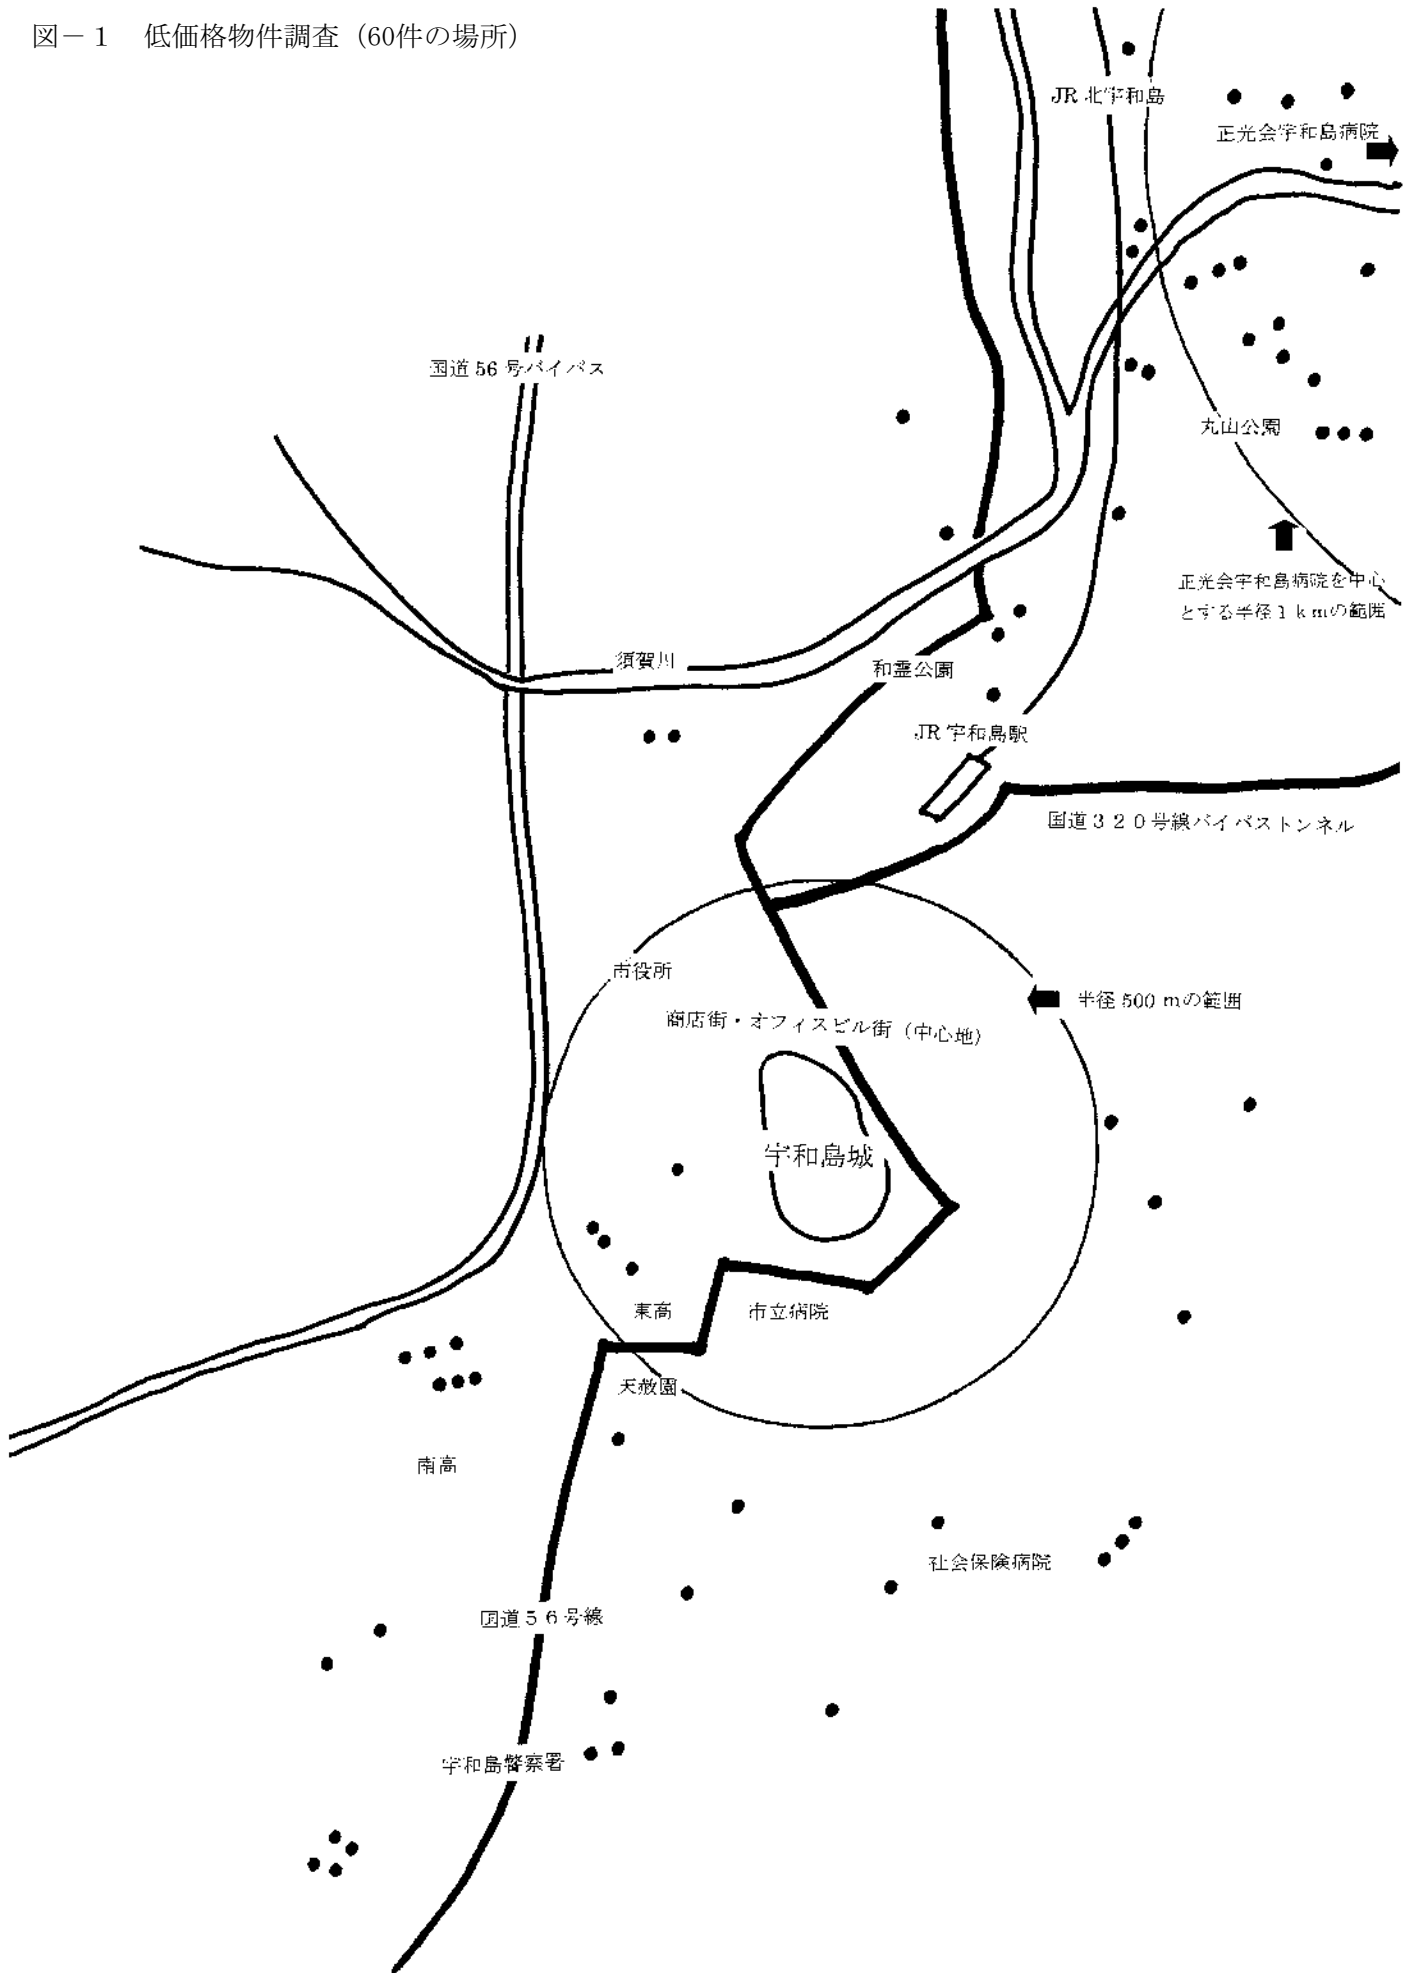 図－１　低価格物件調査（60件の場所）
JR 北宇和島
正光会宇和島病院
国道 56 号バイパス
丸山公園
正光会宇和島病院を中心
とする半径１ｋｍの範囲
須賀川
和霊公園
JR 宇和島駅
国道３２０号線バイパストンネル
市役所
半径 500 ｍの範囲
商店街・オフィスビル街（中心地）
宇和島城
東高
市立病院
天赦園
南高
社会保険病院
国道５６号線
宇和島警察署